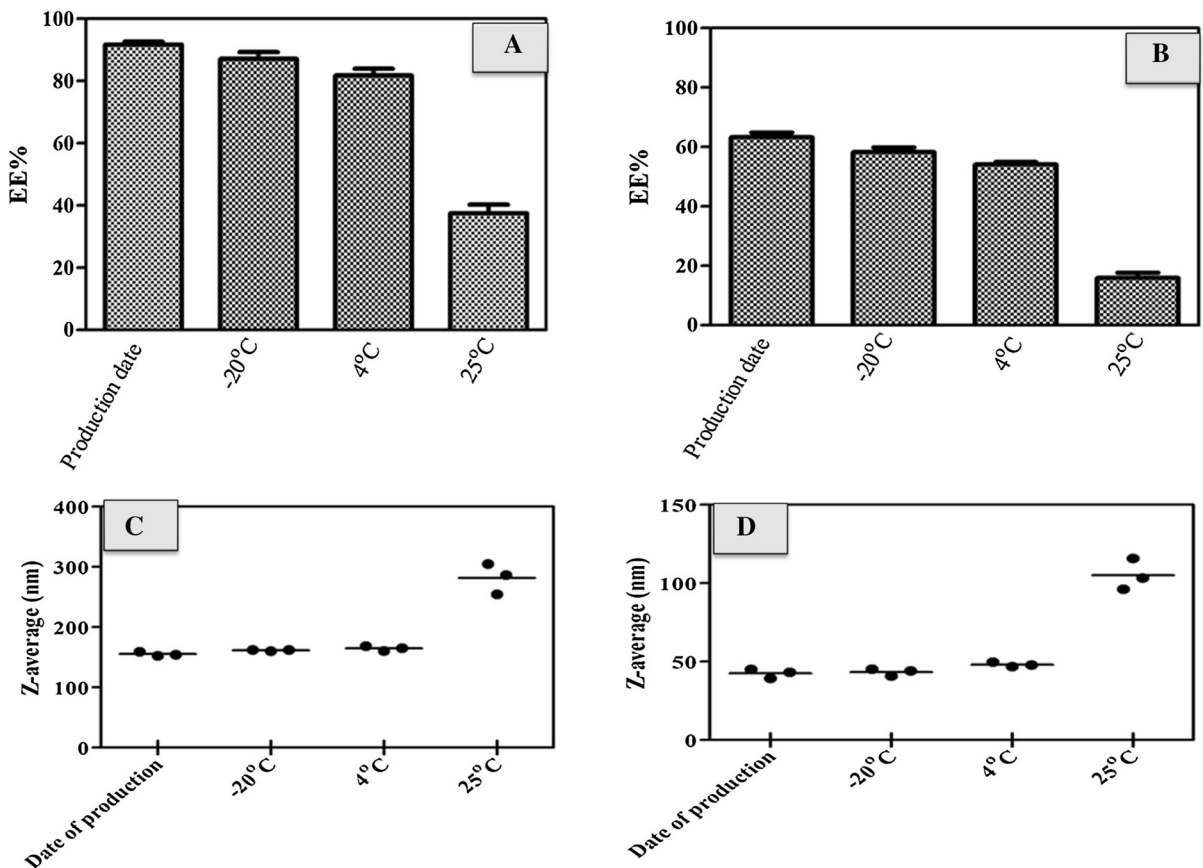 A
EE%
100
80
60
40
20
0
Production date
-20°C
4°C
25°C
B
EE%
100
80
60
40
20
0
Production date
-20°C
4°C
25°C
C
Z-average (nm)
400
300
200
100
0
Date of production
-20°C
4°C
25°C
D
Z-average (nm)
150
100
50
0
Date of production
-20°C
4°C
25°C